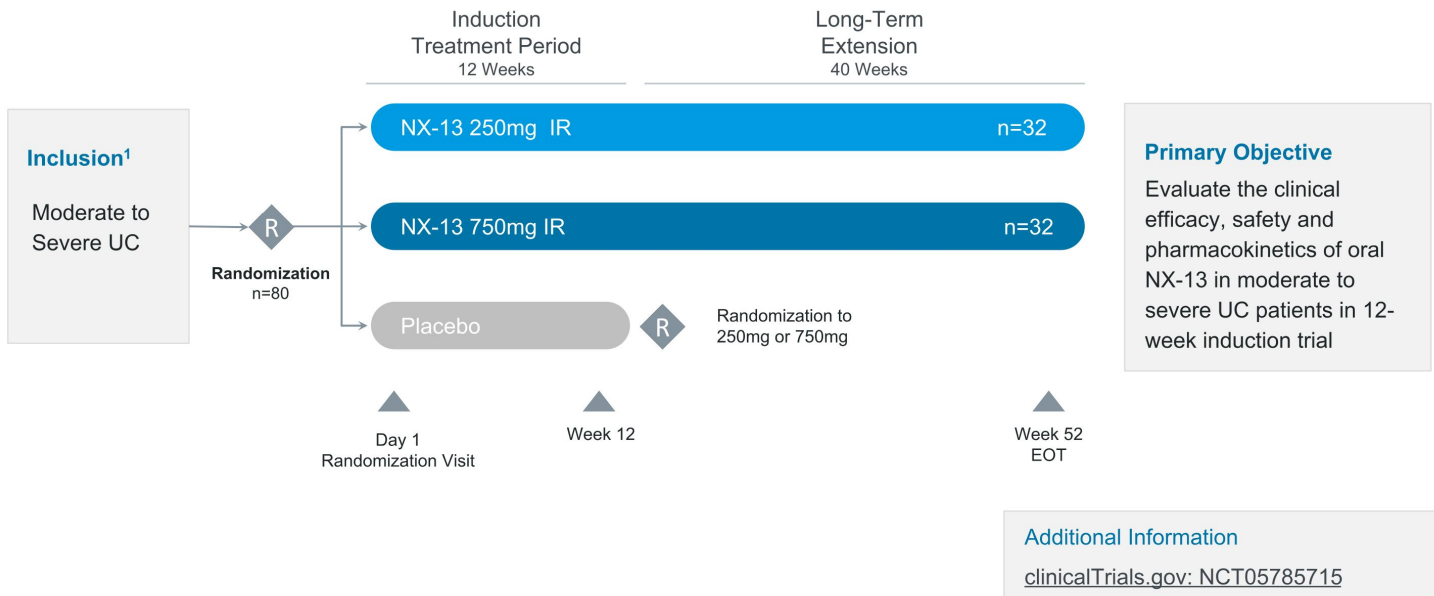 Induction
Treatment Period
12 Weeks
Long-Term
Extension
40 Weeks
Inclusion¹
Moderate to
Severe UC
R
Randomization
n=80
NX-13 250mg IR
n=32
NX-13 750mg IR
n=32
Placebo
R
Randomization to
250mg or 750mg
Day 1
Randomization Visit
Week 12
Week 52
EOT
Primary Objective
Evaluate the clinical
efficacy, safety and
pharmacokinetics of oral
NX-13 in moderate to
severe UC patients in 12-
week induction trial
Additional Information
clinicalTrials.gov: NCT05785715